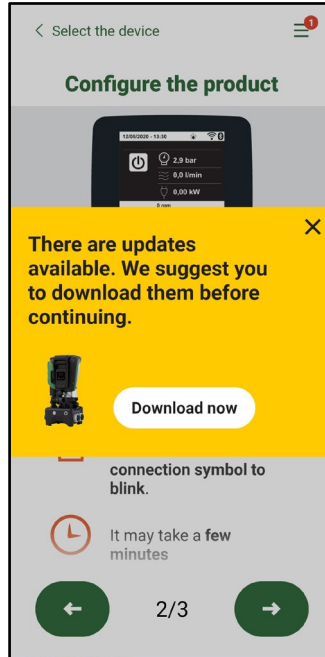 Select the device
1
Configure the product
12/05/2020 - 13:36
2,9 bar
0,0 l/min
0,00 kW
There are updates
available. We suggest you
to download them before
continuing.
Download now
connection symbol to
blink.
It may take a few
minutes
2/3